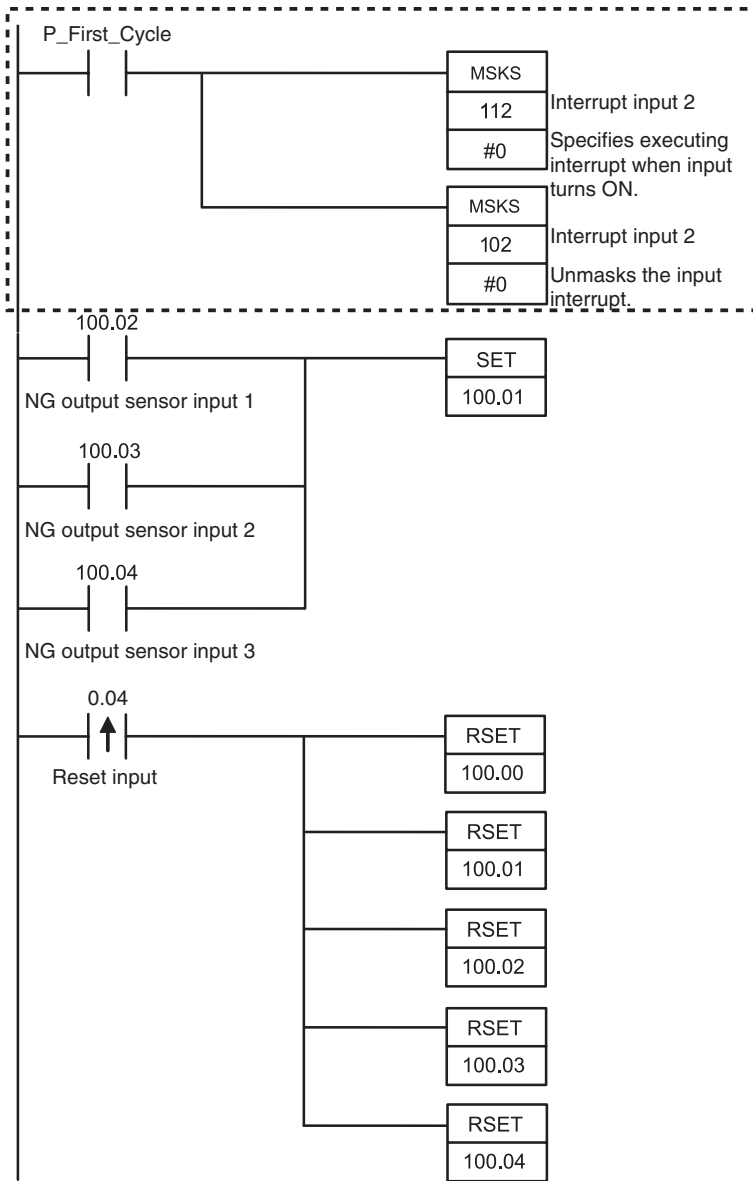 P_First_Cycle
MSKS
112
Interrupt input 2
#0
Specifies executing
interrupt when input
turns ON.
MSKS
102
Interrupt input 2
#0
Unmasks the input
interrupt.
100.02
SET
100.01
NG output sensor input 1
100.03
NG output sensor input 2
100.04
NG output sensor input 3
0.04
Reset input
RSET
100.00
RSET
100.01
RSET
100.02
RSET
100.03
RSET
100.04